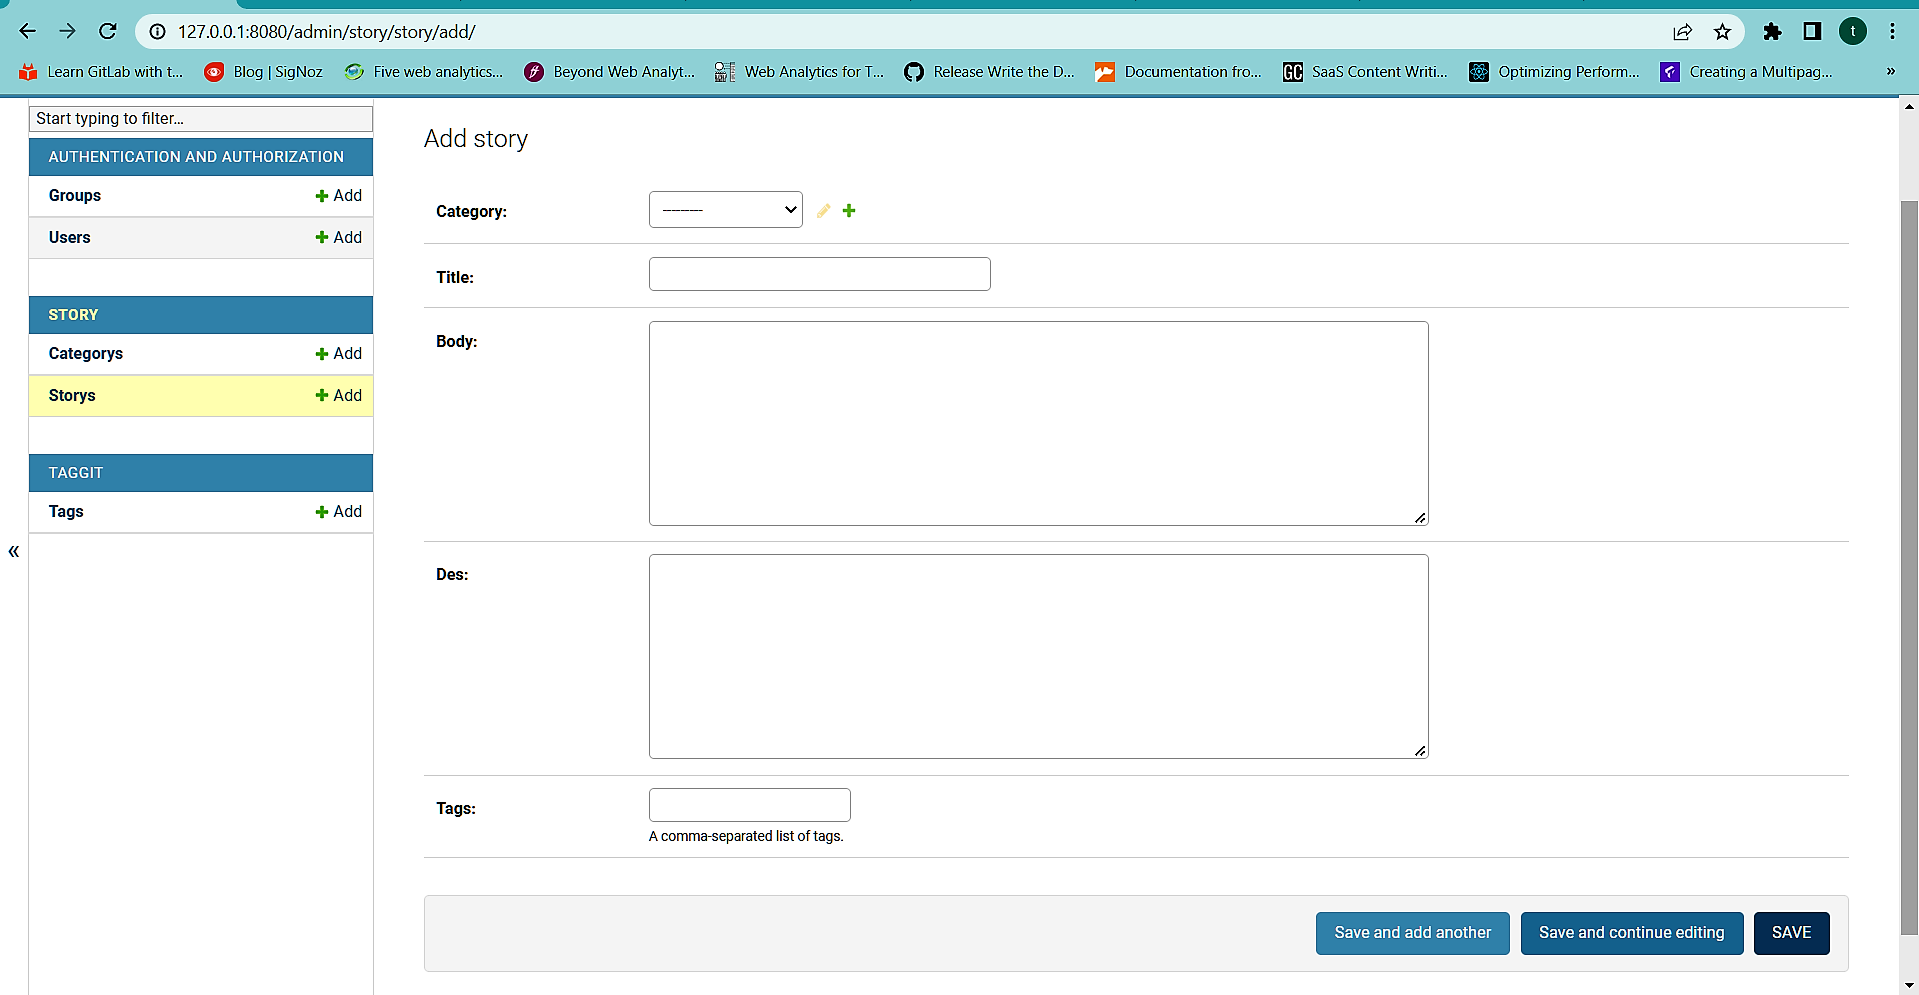 127.0.0.1:8080/admin/story/story/add/
t
Learn GitLab with t...
Blog | SigNoz
Five web analytics...
Beyond Web Analyt...
Web Analytics for T...
Release Write the D...
Documentation fro...
GC SaaS Content Writi...
Optimizing Perform...
Creating a Multipag...
»
Start typing to filter...
AUTHENTICATION AND AUTHORIZATION
Groups + Add
Users + Add
STORY
Categorys + Add
Storys + Add
TAGGIT
Tags + Add
«
Add story
Category: ---------
Title:
Body:
Des:
Tags:
A comma-separated list of tags.
Save and add another
Save and continue editing
SAVE